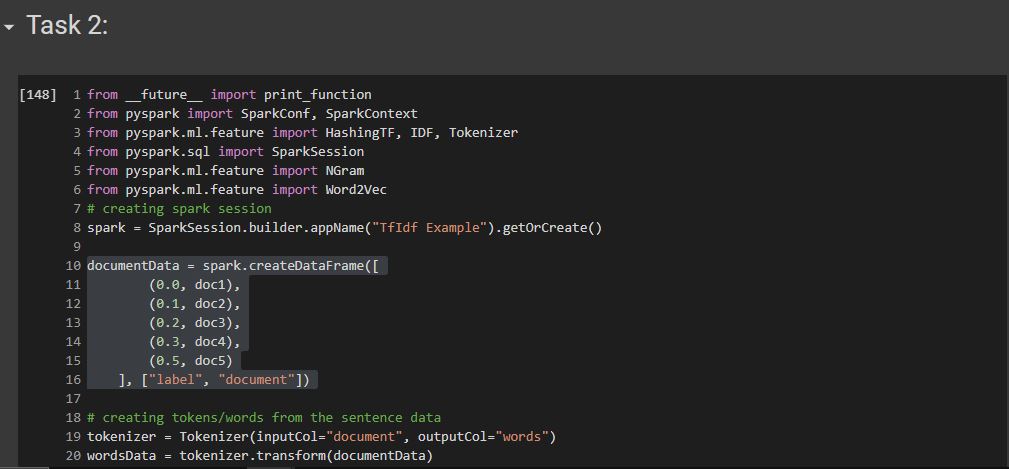 Task 2:
[148] 1 from __future__ import print_function
2 from pyspark import SparkConf, SparkContext
3 from pyspark.ml.feature import HashingTF, IDF, Tokenizer
4 from pyspark.sql import SparkSession
5 from pyspark.ml.feature import NGram
6 from pyspark.ml.feature import Word2Vec
7 # creating spark session
8 spark = SparkSession.builder.appName("TfIdf Example").getOrCreate()
9
10 documentData = spark.createDataFrame([
11         (0.0, doc1),
12         (0.1, doc2),
13         (0.2, doc3),
14         (0.3, doc4),
15         (0.5, doc5)
16     ], ["label", "document"])
17
18 # creating tokens/words from the sentence data
19 tokenizer = Tokenizer(inputCol="document", outputCol="words")
20 wordsData = tokenizer.transform(documentData)